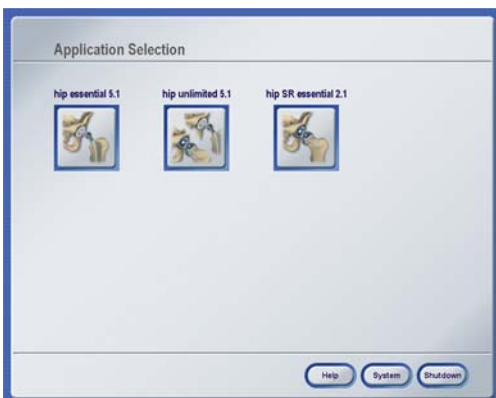 Application Selection
hip essential 5.1 hip unlimited 5.1 hip SR essential 2.1
Help System Shutdown